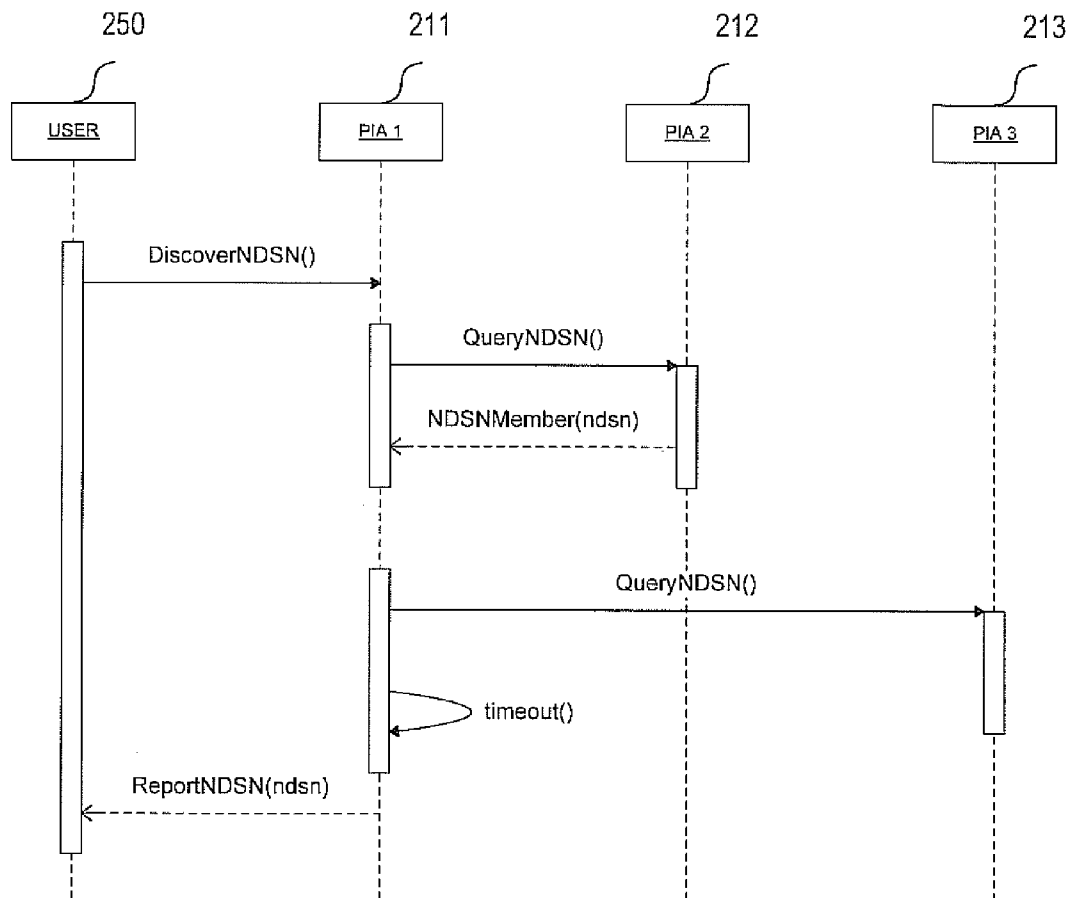 250
211
212
213
USER
PIA 1
PIA 2
PIA 3
DiscoverNDSN()
QueryNDSN()
NDSNMember(ndsn)
QueryNDSN()
timeout()
ReportNDSN(ndsn)